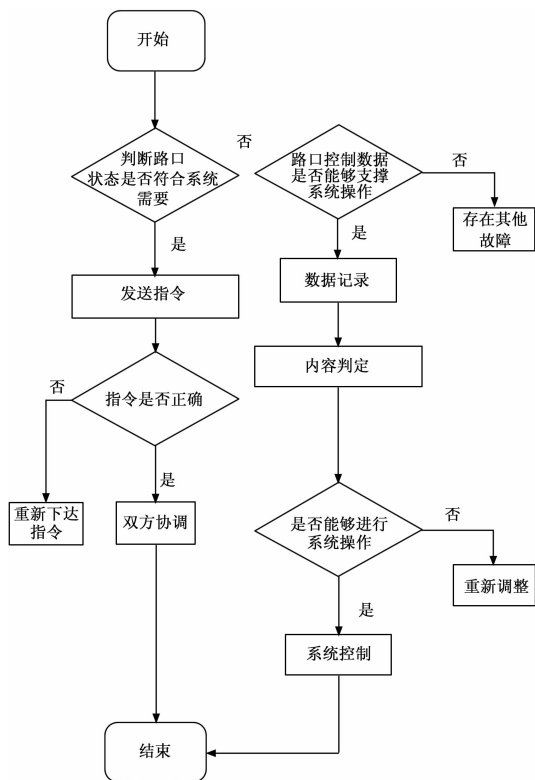 开始
判断路口
状态是否符合系统
需要
否
是
发送指令
指令是否正确
否
重新下达
指令
是
双方协调
路口控制数据
是否能够支撑
系统操作
否
存在其他
故障
是
数据记录
内容判定
是否能够进行
系统操作
否
重新调整
是
系统控制
结束